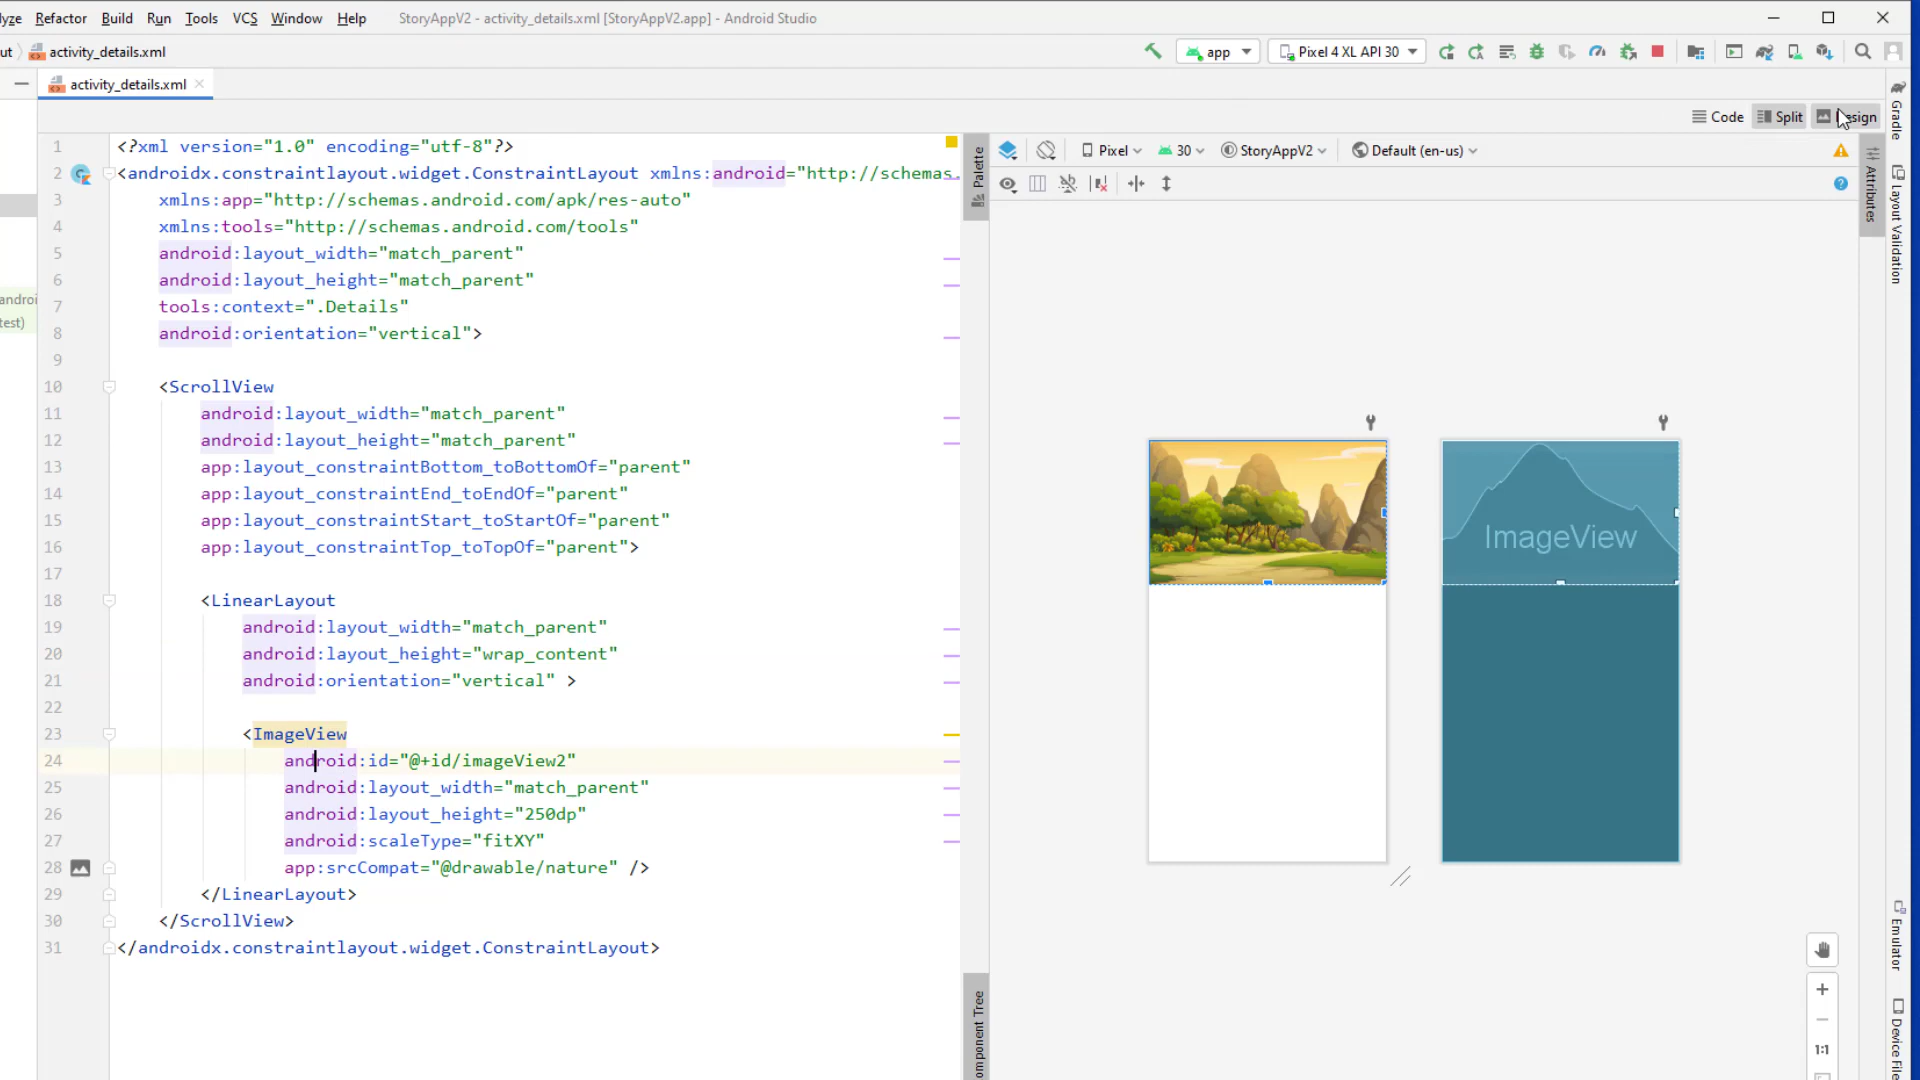 lyze Refactor Build Run Tools VCS Window Help StoryAppV2 - activity_details.xml [StoryAppV2.app] - Android Studio
ut activity_details.xml app Pixel 4 XL API 30
activity_details.xml
Code Split Design
Pixel 30 StoryAppV2 Default (en-us)
1 <?xml version="1.0" encoding="utf-8"?>
2 <androidx.constraintlayout.widget.ConstraintLayout xmlns:android="http://schemas.
3 xmlns:app="http://schemas.android.com/apk/res-auto"
4 xmlns:tools="http://schemas.android.com/tools"
5 android:layout_width="match_parent"
6 android:layout_height="match_parent"
7 tools:context=".Details"
8 android:orientation="vertical">
9
10 <ScrollView
11 android:layout_width="match_parent"
12 android:layout_height="match_parent"
13 app:layout_constraintBottom_toBottomOf="parent"
14 app:layout_constraintEnd_toEndOf="parent"
15 app:layout_constraintStart_toStartOf="parent"
16 app:layout_constraintTop_toTopOf="parent">
17
18 <LinearLayout
19 android:layout_width="match_parent"
20 android:layout_height="wrap_content"
21 android:orientation="vertical" >
22
23 <ImageView
24 android:id="@+id/imageView2"
25 android:layout_width="match_parent"
26 android:layout_height="250dp"
27 android:scaleType="fitXY"
28 app:srcCompat="@drawable/nature" />
29 </LinearLayout>
30 </ScrollView>
31 </androidx.constraintlayout.widget.ConstraintLayout>
androi
test)
Palette
omponent Tree
ImageView
1:1
Attributes
Gradle
Layout Validation
Emulator
Device File